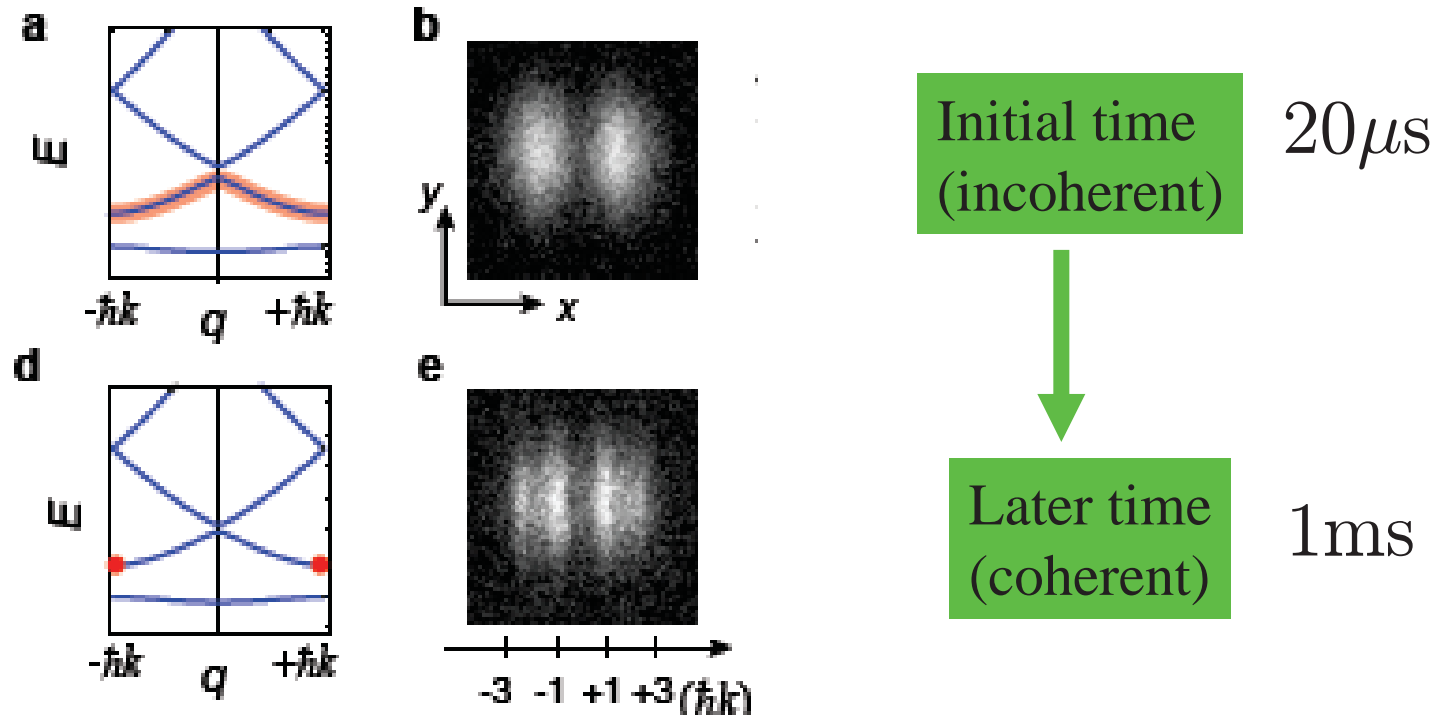 a
E
-ħk q +ħk
b
y
x
Initial time
(incoherent)
20μs
d
E
-ħk q +ħk
e
-3 -1 +1 +3 (ħk)
Later time
(coherent)
1ms